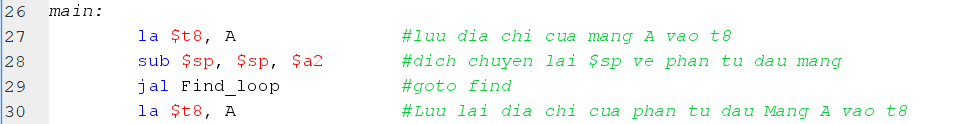 26 main:
27 la $t8, A #luu dia chi cua mang A vao t8
28 sub $sp, $sp, $a2 #dich chuyen lai $sp ve phan tu dau mang
29 jal Find_loop #goto find
30 la $t8, A #Luu lai dia chi cua phan tu dau Mang A vao t8